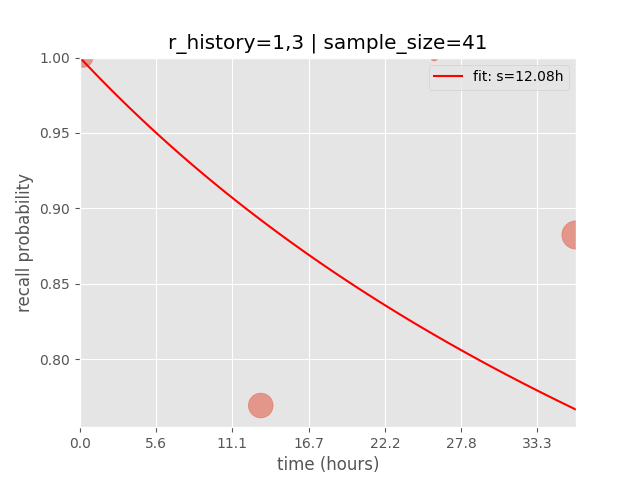 r_history=1,3 | sample_size=41
fit: s=12.08h
1.00
0.95
0.90
0.85
0.80
recall probability
0.0 5.6 11.1 16.7 22.2 27.8 33.3
time (hours)